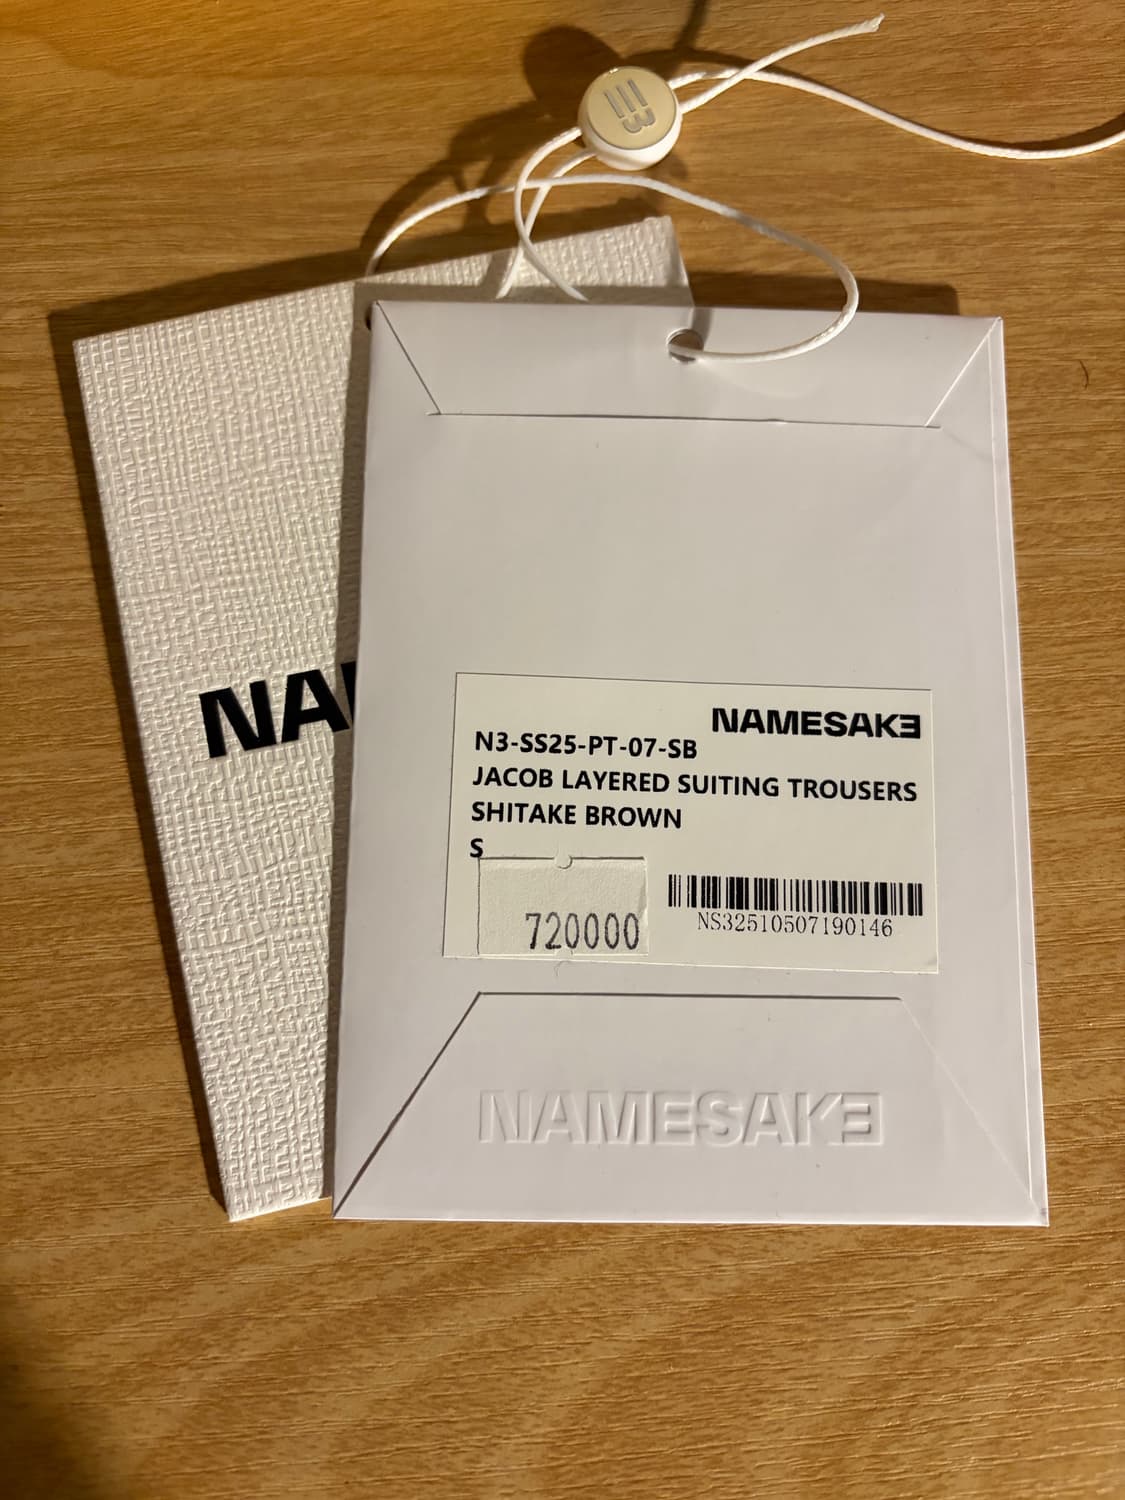 NA
NAMESAKE
N3-SS25-PT-07-SB
JACOB LAYERED SUITING TROUSERS
SHITAKE BROWN
S
720000
NS32510507190146
NAMESAKE